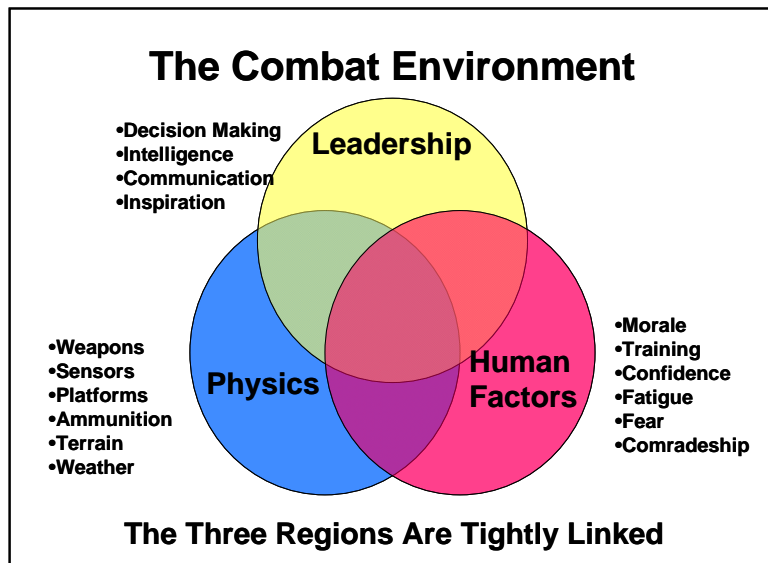 The Combat Environment
•Decision Making
•Intelligence
•Communication
•Inspiration
Leadership
•Weapons
•Sensors
•Platforms
•Ammunition
•Terrain
•Weather
Physics
Human
Factors
•Morale
•Training
•Confidence
•Fatigue
•Fear
•Comradeship
The Three Regions Are Tightly Linked